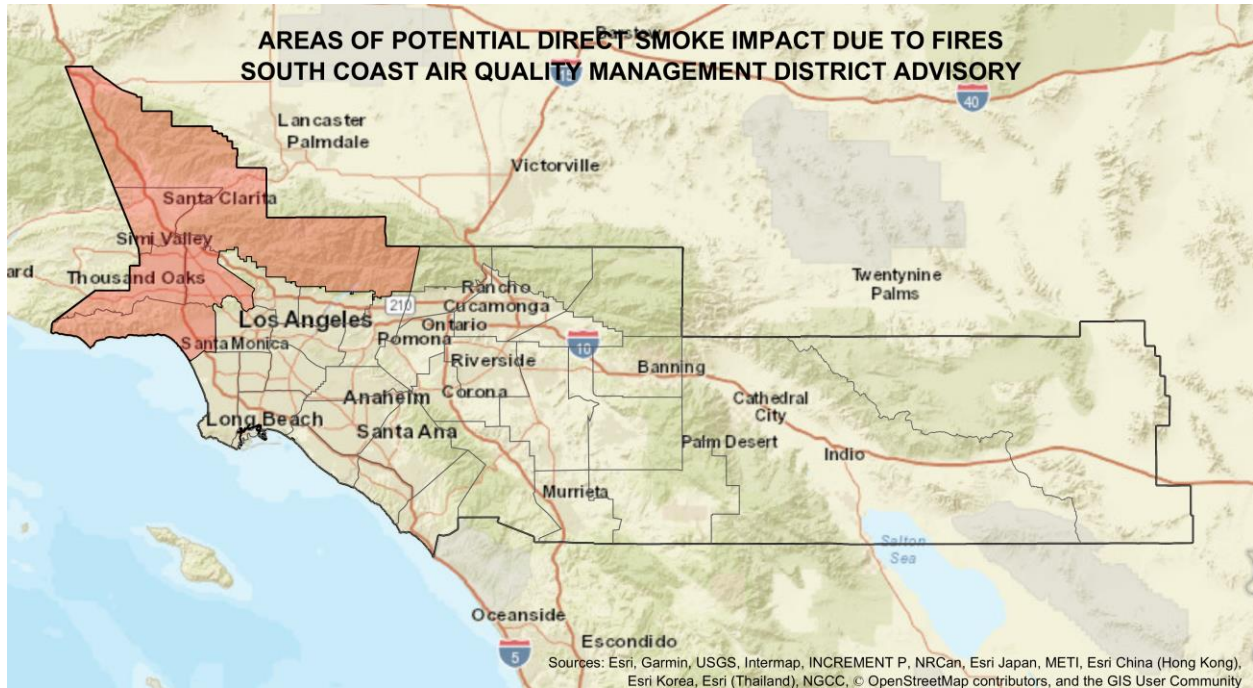 AREAS OF POTENTIAL DIRECT SMOKE IMPACT DUE TO FIRES
Barstow
SOUTH COAST AIR QUALITY MANAGEMENT DISTRICT ADVISORY
15
40
Lancaster
Palmdale
Victorville
Santa Clarita
Simi Valley
ard
Thousand Oaks
Twentynine
Palms
Rancho
Cucamonga
210
Los Angeles
Ontario
Pomona
Santa Monica
10
Riverside
Banning
Anaheim
Corona
Cathedral
City
Long Beach
Santa Ana
Palm Desert
Indio
Murrieta
Salton
Sea
Oceanside
Escondido
5
Sources: Esri, Garmin, USGS, Intermap, INCREMENT P, NRCan, Esri Japan, METI, Esri China (Hong Kong),
Esri Korea, Esri (Thailand), NGCC, © OpenStreetMap contributors, and the GIS User Community